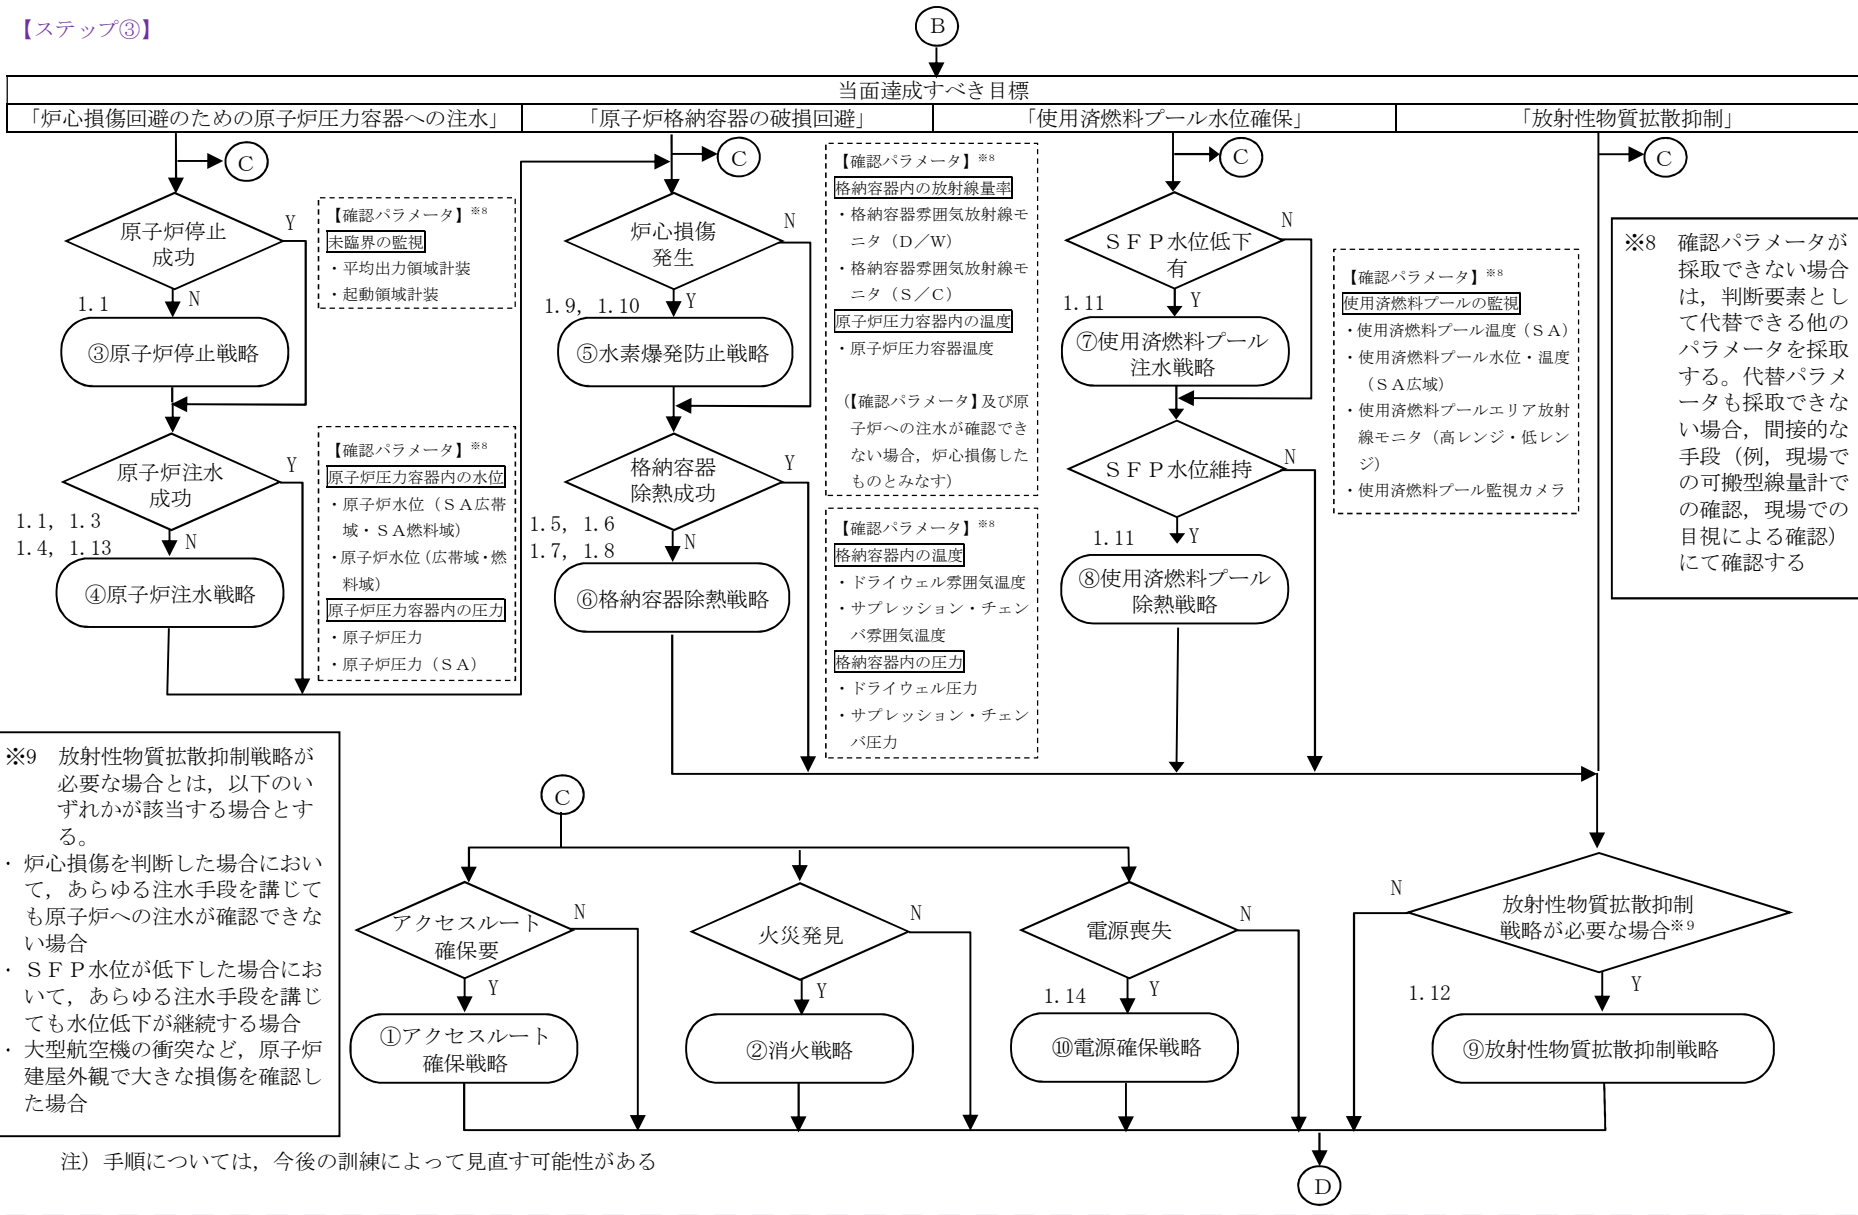 【ステップ③】
B
当面達成すべき目標
「炉心損傷回避のための原子炉圧力容器への注水」
「原子炉格納容器の破損回避」
「使用済燃料プール水位確保」
「放射性物質拡散抑制」
C
原子炉停止
成功
Y
N
1.1
③原子炉停止戦略
【確認パラメータ】※8
未臨界の監視
・平均出力領域計装
・起動領域計装
原子炉注水
成功
Y
N
1.1, 1.3
1.4, 1.13
④原子炉注水戦略
【確認パラメータ】※8
原子炉圧力容器内の水位
・原子炉水位（ＳＡ広帯
域・ＳＡ燃料域）
・原子炉水位（広帯域・燃
料域）
原子炉圧力容器内の圧力
・原子炉圧力
・原子炉圧力（ＳＡ）
C
炉心損傷
発生
N
Y
1.9, 1.10
⑤水素爆発防止戦略
格納容器
除熱成功
Y
N
1.5, 1.6
1.7, 1.8
⑥格納容器除熱戦略
【確認パラメータ】※8
格納容器内の放射線量率
・格納容器雰囲気放射線モ
ニタ（Ｄ／Ｗ）
・格納容器雰囲気放射線モ
ニタ（Ｓ／Ｃ）
原子炉圧力容器内の温度
・原子炉圧力容器温度
（【確認パラメータ】及び原
子炉への注水が確認でき
ない場合，炉心損傷した
ものとみなす）
【確認パラメータ】※8
格納容器内の温度
・ドライウェル雰囲気温度
・サプレッション・チェン
バ雰囲気温度
格納容器内の圧力
・ドライウェル圧力
・サプレッション・チェン
バ圧力
C
ＳＦＰ水位低下
有
N
Y
1.11
⑦使用済燃料プール
注水戦略
ＳＦＰ水位維持
N
Y
1.11
⑧使用済燃料プール
除熱戦略
【確認パラメータ】※8
使用済燃料プールの監視
・使用済燃料プール温度（ＳＡ）
・使用済燃料プール水位・温度
（ＳＡ広域）
・使用済燃料プールエリア放射
線モニタ（高レンジ・低レン
ジ）
・使用済燃料プール監視カメラ
C
※8　確認パラメータが
採取できない場合
は，判断要素とし
て代替できる他の
パラメータを採取
する。代替パラメ
ータも採取できな
い場合，間接的な
手段（例，現場で
の可搬型線量計で
の確認，現場での
目視による確認）
にて確認する
※9　放射性物質拡散抑制戦略が
必要な場合とは，以下のい
ずれかが該当する場合とす
る。
・ 炉心損傷を判断した場合におい
て，あらゆる注水手段を講じて
も原子炉への注水が確認できな
い場合
・ ＳＦＰ水位が低下した場合にお
いて，あらゆる注水手段を講じ
ても水位低下が継続する場合
・ 大型航空機の衝突など，原子炉
建屋外観で大きな損傷を確認し
た場合
C
アクセスルート
確保要
N
Y
①アクセスルート
確保戦略
火災発見
N
Y
②消火戦略
電源喪失
N
Y
1.14
⑩電源確保戦略
放射性物質拡散抑制
戦略が必要な場合※9
N
Y
1.12
⑨放射性物質拡散抑制戦略
D
注）手順については，今後の訓練によって見直す可能性がある